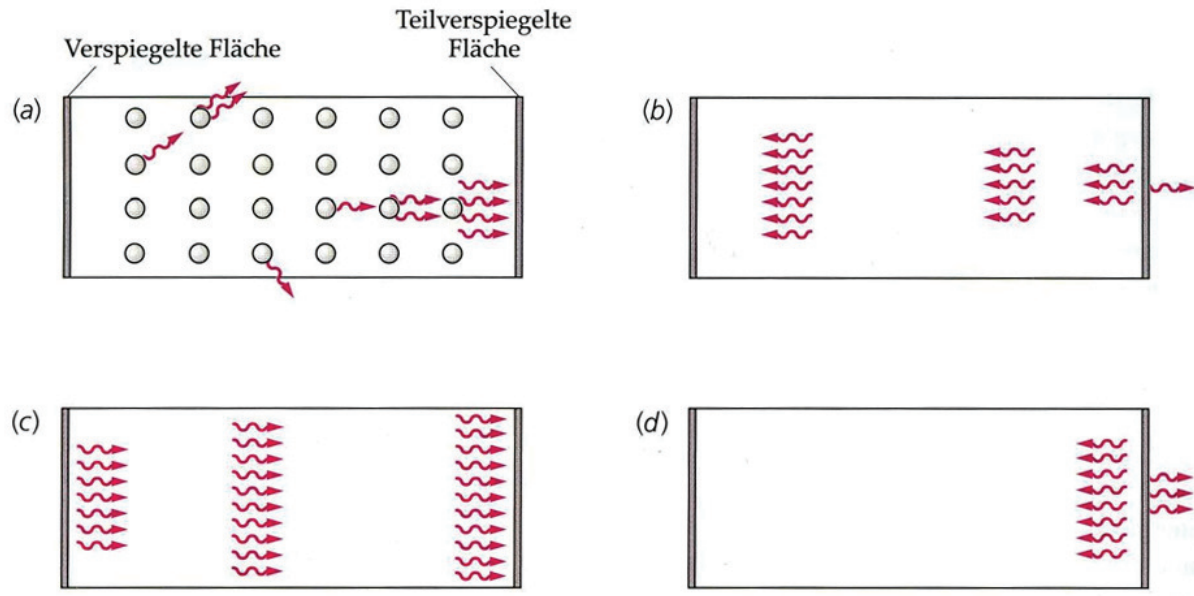 Verspiegelte Fläche
Teilverspiegelte
Fläche
(a)
(b)
(c)
(d)